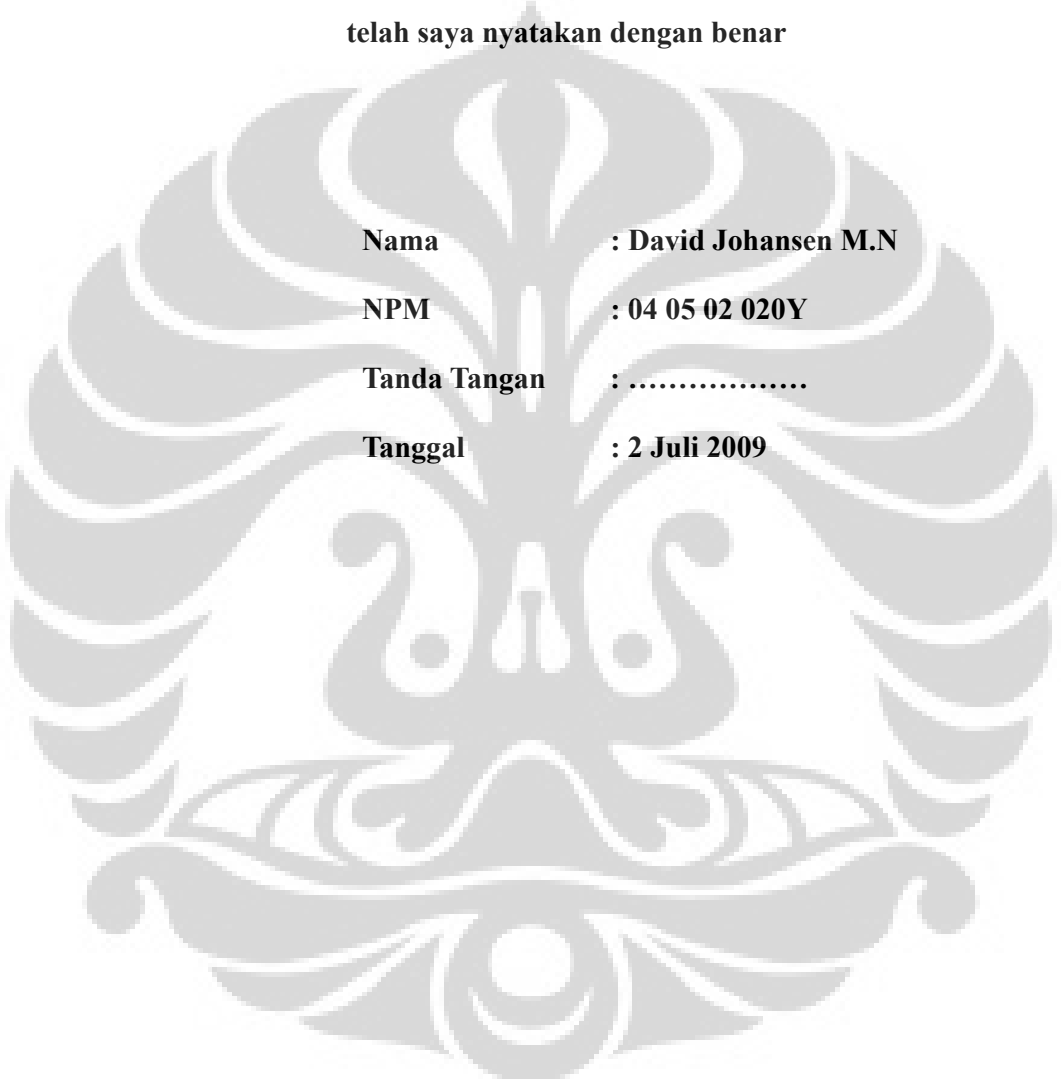 telah saya nyatakan dengan benar
Nama : David Johansen M.N
NPM : 04 05 02 020Y
Tanda Tangan : ………………
Tanggal : 2 Juli 2009